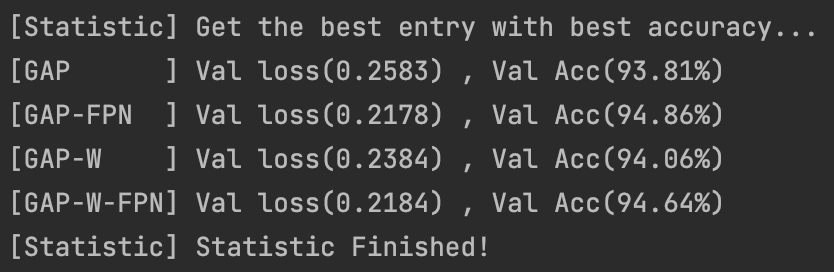 [Statistic] Get the best entry with best accuracy...
[GAP      ] Val loss(0.2583) , Val Acc(93.81%)
[GAP-FPN  ] Val loss(0.2178) , Val Acc(94.86%)
[GAP-W    ] Val loss(0.2384) , Val Acc(94.06%)
[GAP-W-FPN] Val loss(0.2184) , Val Acc(94.64%)
[Statistic] Statistic Finished!